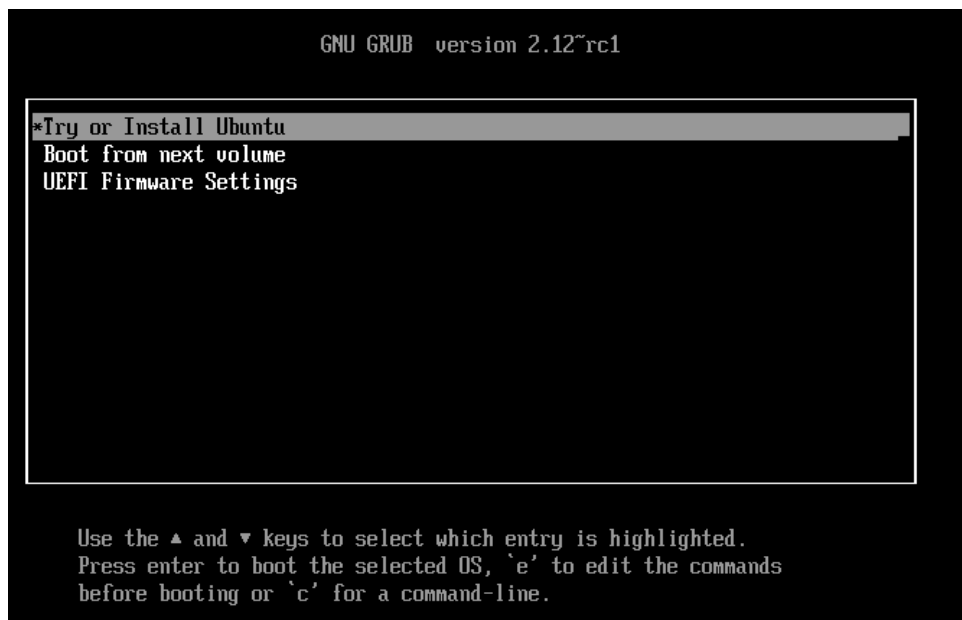 GNU GRUB  version 2.12~rc1
*Try or Install Ubuntu
Boot from next volume
UEFI Firmware Settings
Use the ▲ and ▼ keys to select which entry is highlighted.
Press enter to boot the selected OS, `e' to edit the commands
before booting or `c' for a command-line.